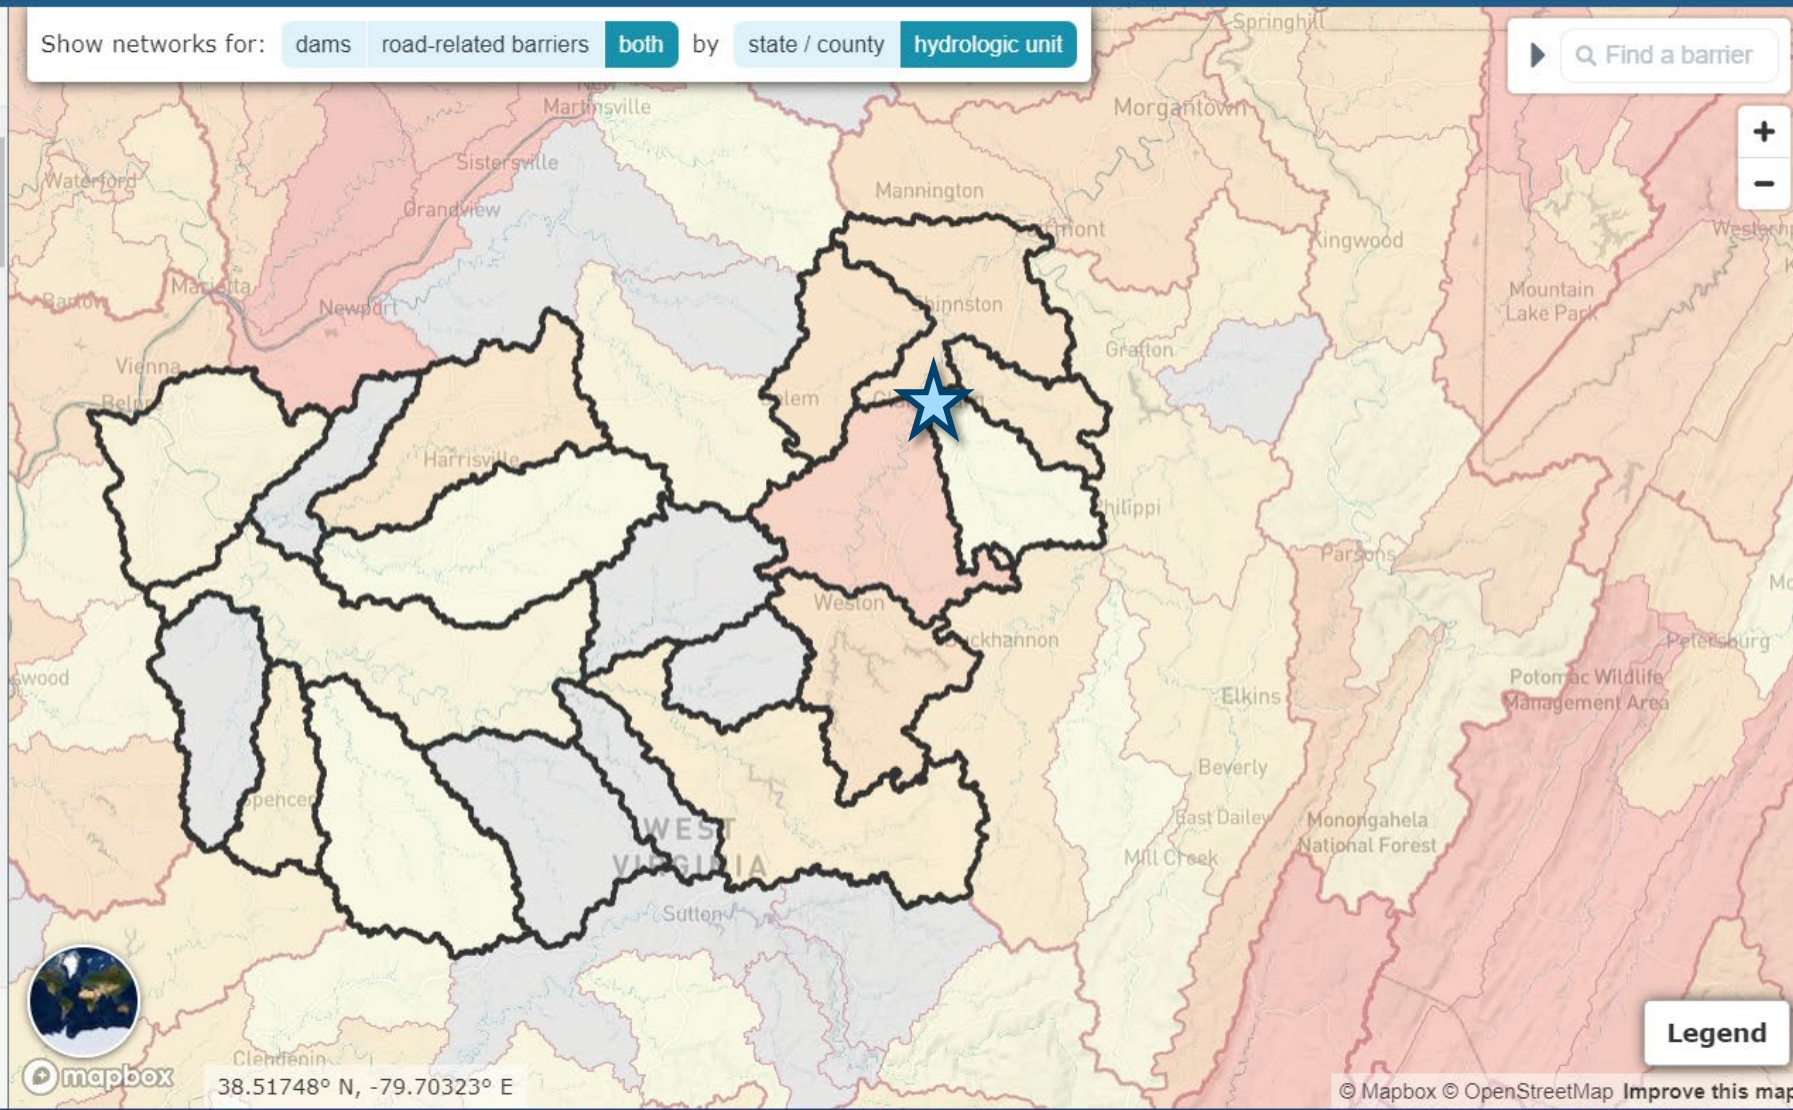 Show networks for: dams road-related barriers both by state / county hydrologic unit
Find a barrier
+
−
Springhill
Martinsville
Morgantown
Sistersville
Waterford
Mannington
Grandview
Kingwood
Marietta
Newport
Shinnston
Mountain
Lake Park
Grafton
Vienna
Harrisville
Philippi
Parsons
Weston
Buckhannon
Petersburg
Potomac Wildlife
Management Area
Elkins
Beverly
Spencer
East Dailey
Monongahela
National Forest
WEST
VIRGINIA
Mill Creek
Sutton
Clendenin
Legend
mapbox
38.51748° N, -79.70323° E
© Mapbox © OpenStreetMap Improve this map